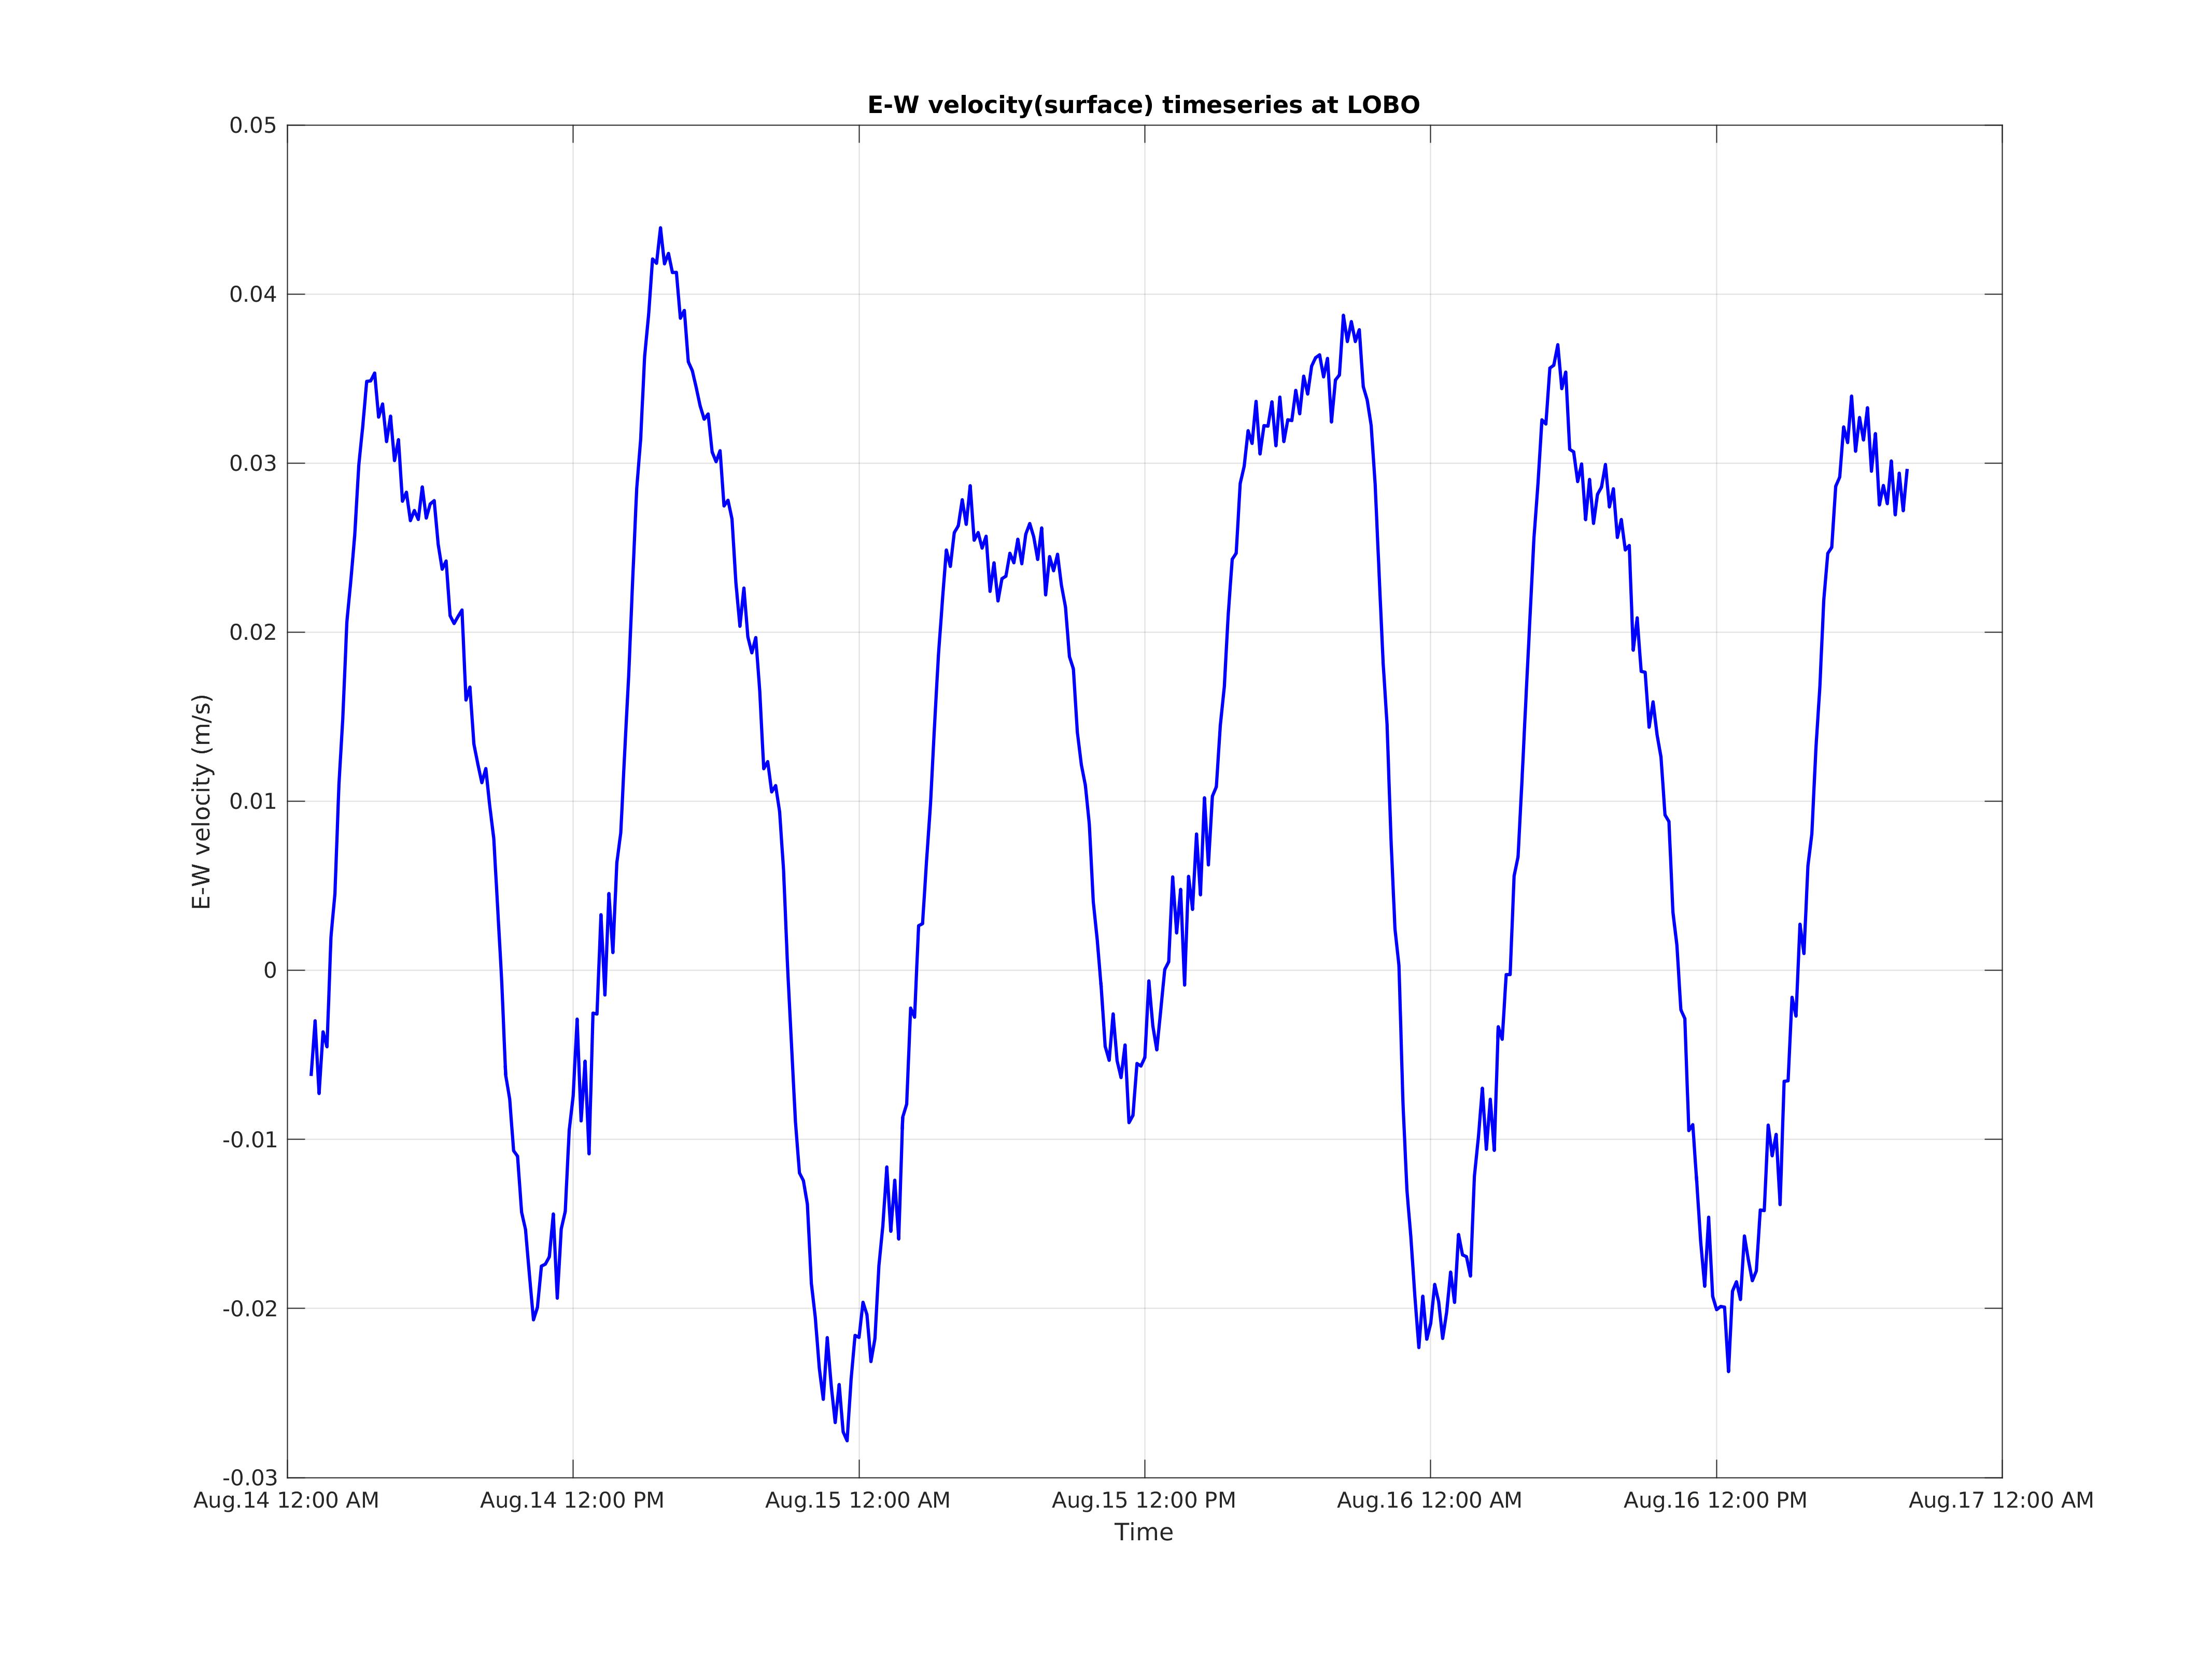 E-W velocity(surface) timeseries at LOBO
0.05
0.04
0.03
0.02
0.01
0
-0.01
-0.02
-0.03
E-W velocity (m/s)
Aug.14 12:00 AM
Aug.14 12:00 PM
Aug.15 12:00 AM
Aug.15 12:00 PM
Aug.16 12:00 AM
Aug.16 12:00 PM
Aug.17 12:00 AM
Time